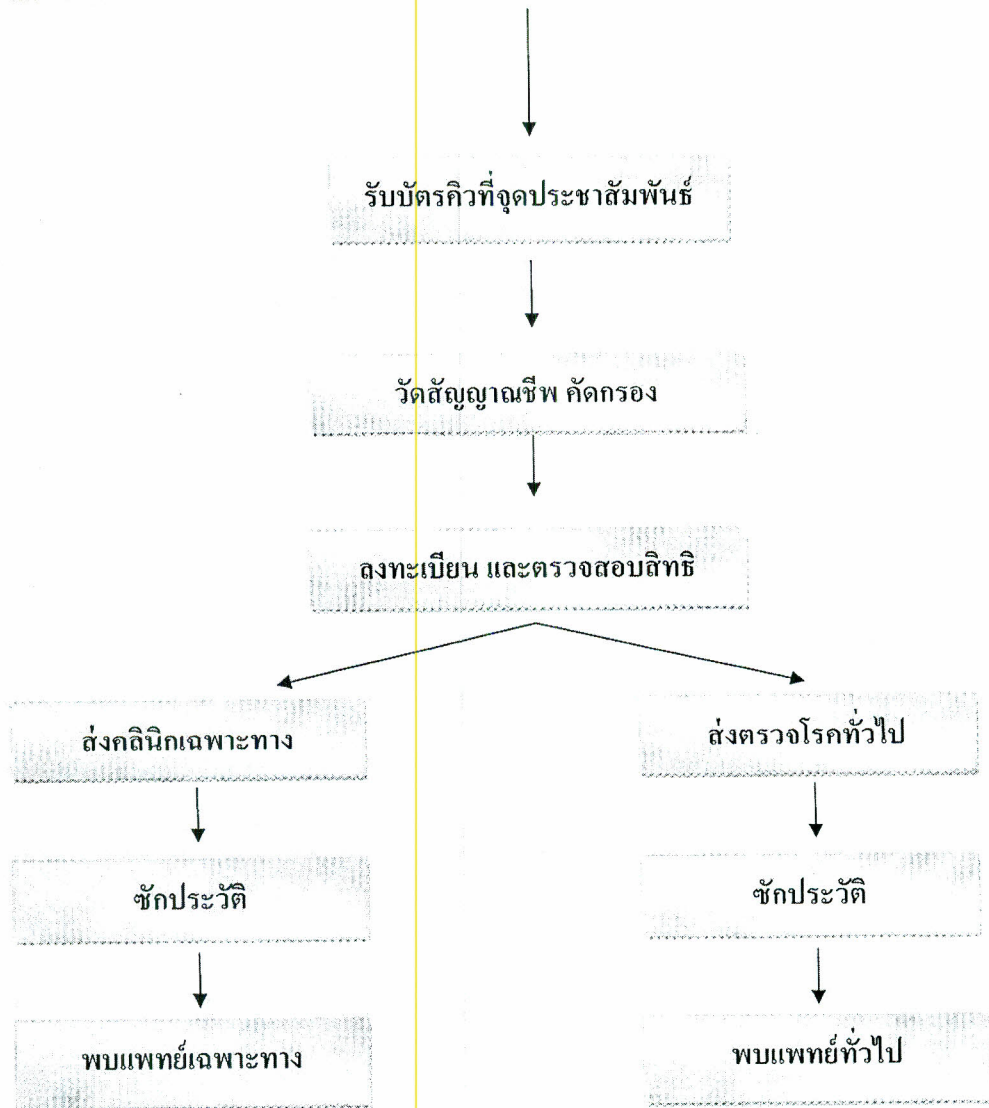 รับบัตรคิวที่จุดประชาสัมพันธ์
วัดสัญญาณชีพ คัดกรอง
ลงทะเบียน และตรวจสอบสิทธิ
ส่งคลินิกเฉพาะทาง
ส่งตรวจโรคทั่วไป
ซักประวัติ
ซักประวัติ
พบแพทย์เฉพาะทาง
พบแพทย์ทั่วไป